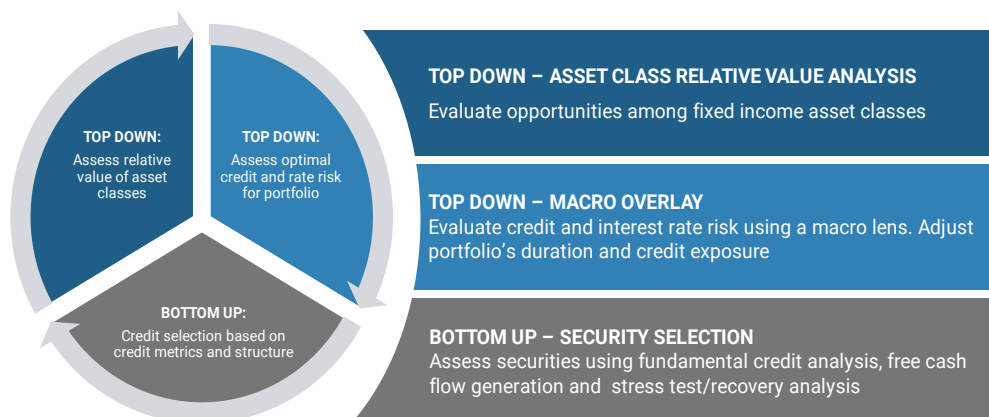 TOP DOWN:
Assess relative
value of asset
classes
TOP DOWN:
Assess optimal
credit and rate risk
for portfolio
BOTTOM UP:
Credit selection based on
credit metrics and structure
TOP DOWN – ASSET CLASS RELATIVE VALUE ANALYSIS
Evaluate opportunities among fixed income asset classes
TOP DOWN – MACRO OVERLAY
Evaluate credit and interest rate risk using a macro lens. Adjust
portfolio’s duration and credit exposure
BOTTOM UP – SECURITY SELECTION
Assess securities using fundamental credit analysis, free cash
flow generation and  stress test/recovery analysis